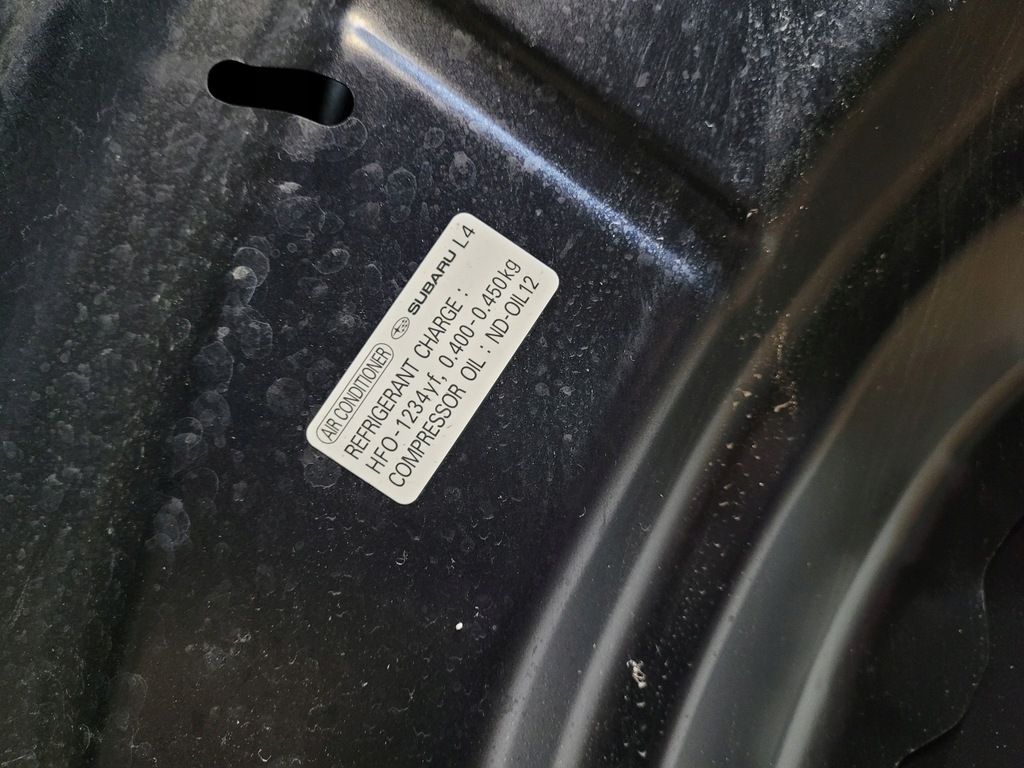 AIR CONDITIONER SUBARU L4
REFRIGERANT CHARGE :
HFO-1234yf, 0.400-0.450kg
COMPRESSOR OIL : ND-OIL12